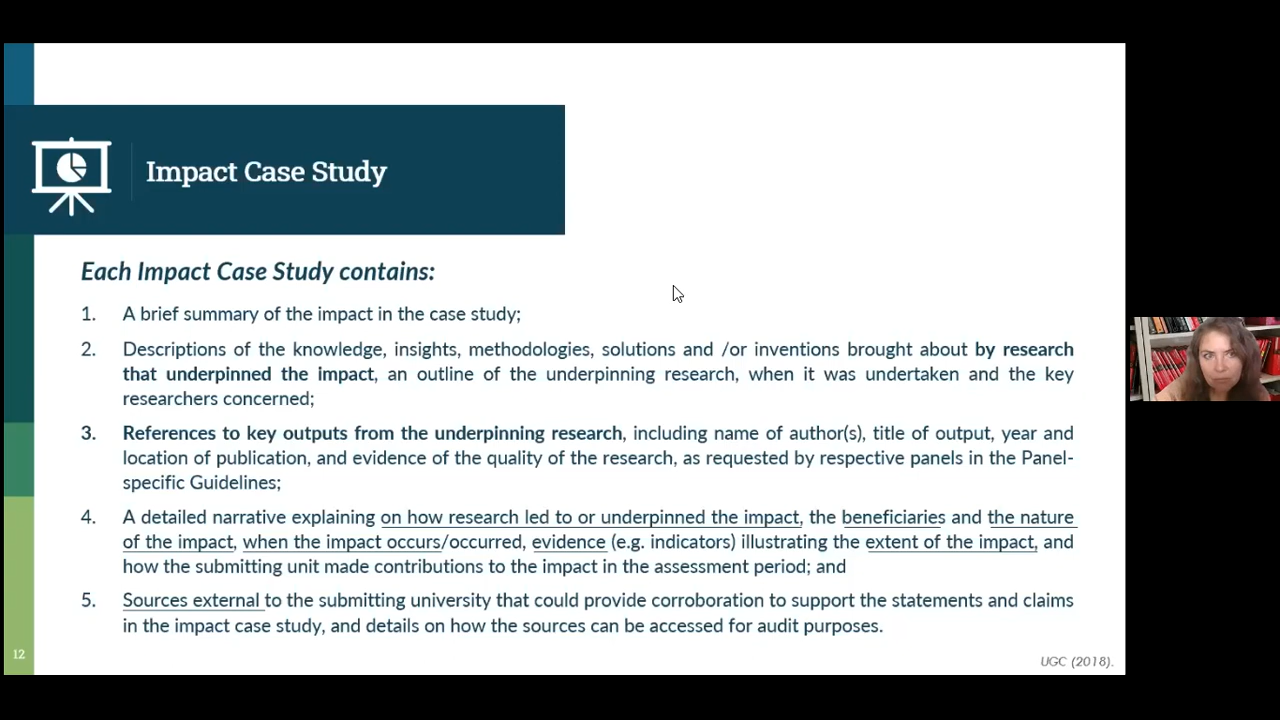 Impact Case Study
Each Impact Case Study contains:
1. A brief summary of the impact in the case study;
2. Descriptions of the knowledge, insights, methodologies, solutions and /or inventions brought about by research
that underpinned the impact, an outline of the underpinning research, when it was undertaken and the key
researchers concerned;
3. References to key outputs from the underpinning research, including name of author(s), title of output, year and
location of publication, and evidence of the quality of the research, as requested by respective panels in the Panel-
specific Guidelines;
4. A detailed narrative explaining on how research led to or underpinned the impact, the beneficiaries and the nature
of the impact, when the impact occurs/occurred, evidence (e.g. indicators) illustrating the extent of the impact, and
how the submitting unit made contributions to the impact in the assessment period; and
5. Sources external to the submitting university that could provide corroboration to support the statements and claims
in the impact case study, and details on how the sources can be accessed for audit purposes.
12
UGC (2018).